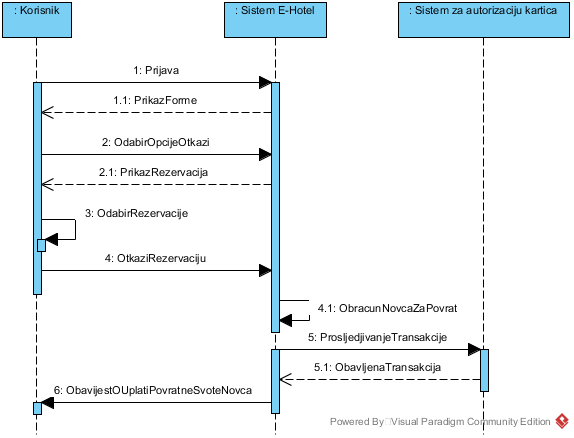 : Korisnik
: Sistem E-Hotel
: Sistem za autorizaciju kartica
1: Prijava
1.1: PrikazForme
2: OdabirOpcijeOtkazi
2.1: PrikazRezervacija
3: OdabirRezervacije
4: OtkaziRezervaciju
4.1: ObracunNovcaZaPovrat
5: ProsljedjivanjeTransakcije
5.1: ObavljenaTransakcija
6: ObavijestOUplatiPovratneSvoteNovca
Powered By Visual Paradigm Community Edition